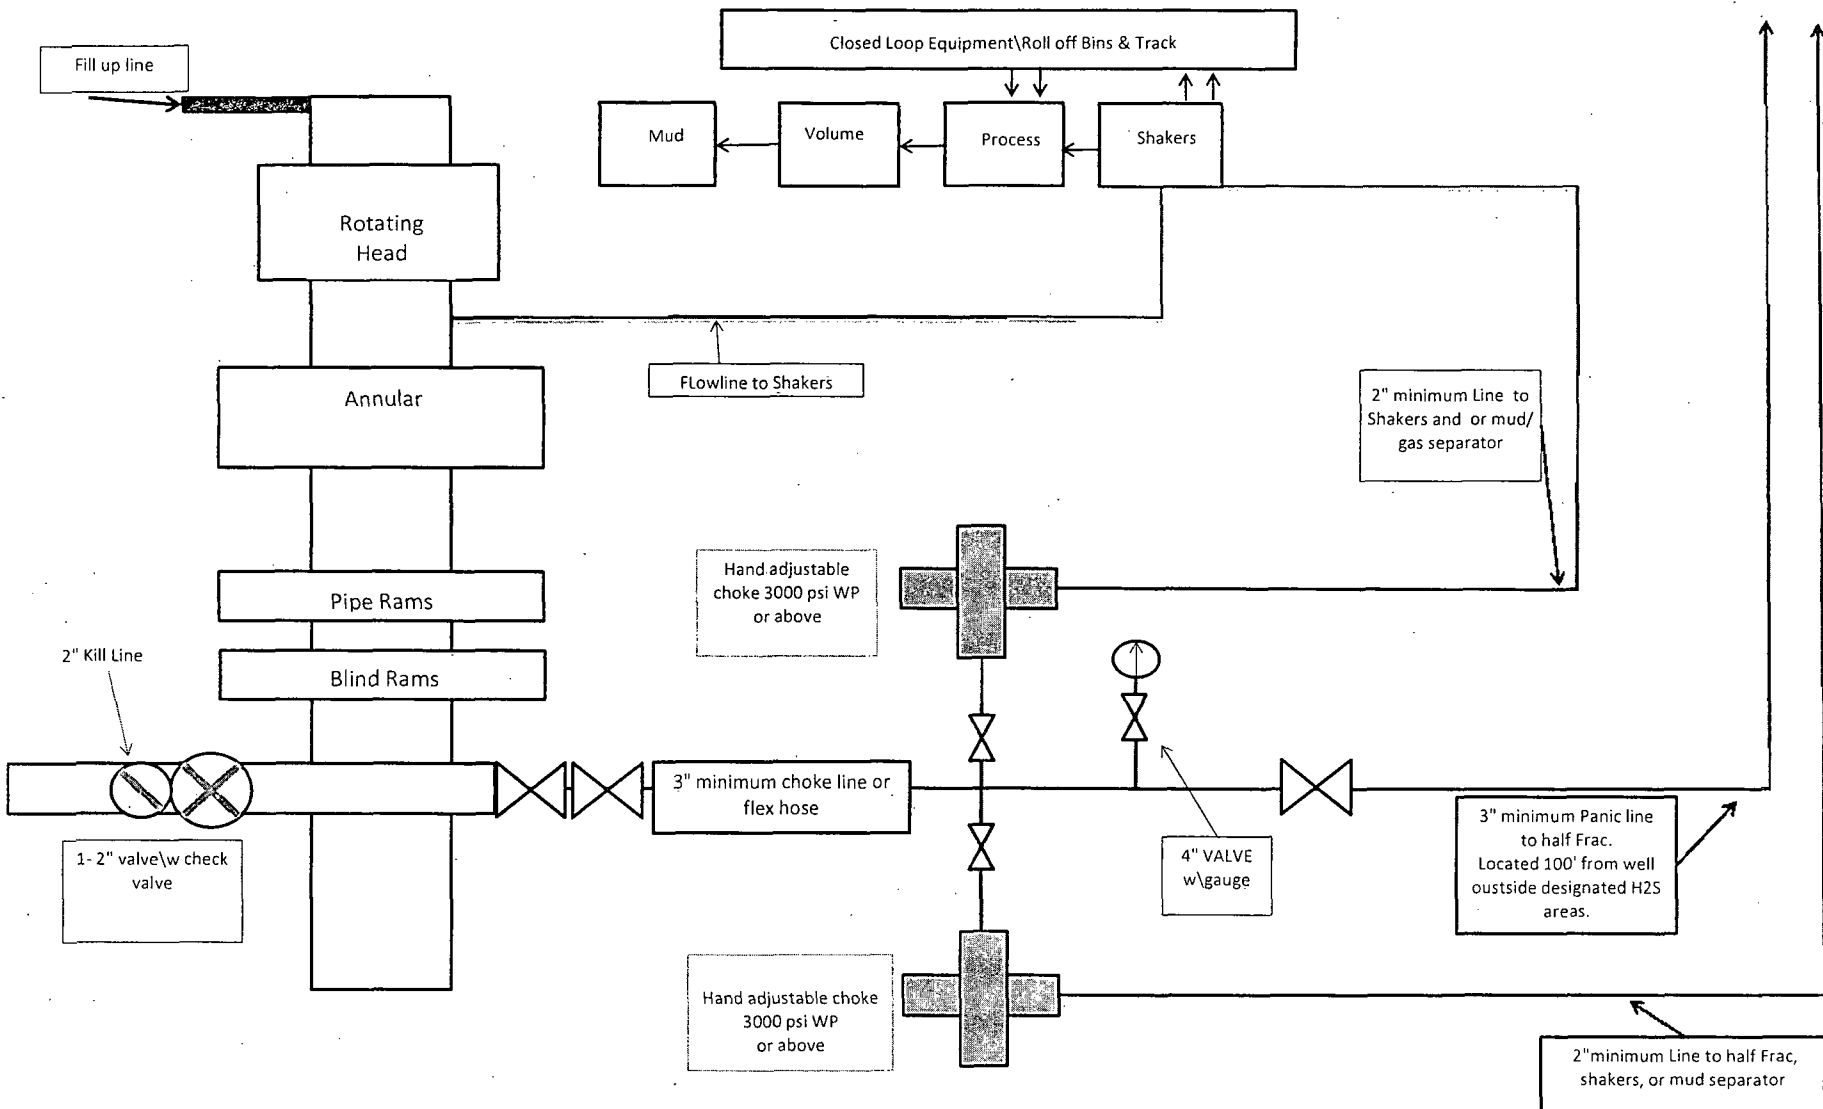 Closed Loop Equipment\Roll off Bins & Track
Fill up line
Mud
Volume
Process
Shakers
Rotating
Head
FLowline to Shakers
Annular
2" minimum Line to
Shakers and or mud/
gas separator
Hand adjustable
choke 3000 psi WP
or above
Pipe Rams
2" Kill Line
Blind Rams
3" minimum choke line or
flex hose
1- 2" valve\w check
valve
4" VALVE
w\gauge
3" minimum Panic line
to half Frac.
Located 100' from well
oustside designated H2S
areas.
Hand adjustable choke
3000 psi WP
or above
2"minimum Line to half Frac,
shakers, or mud separator